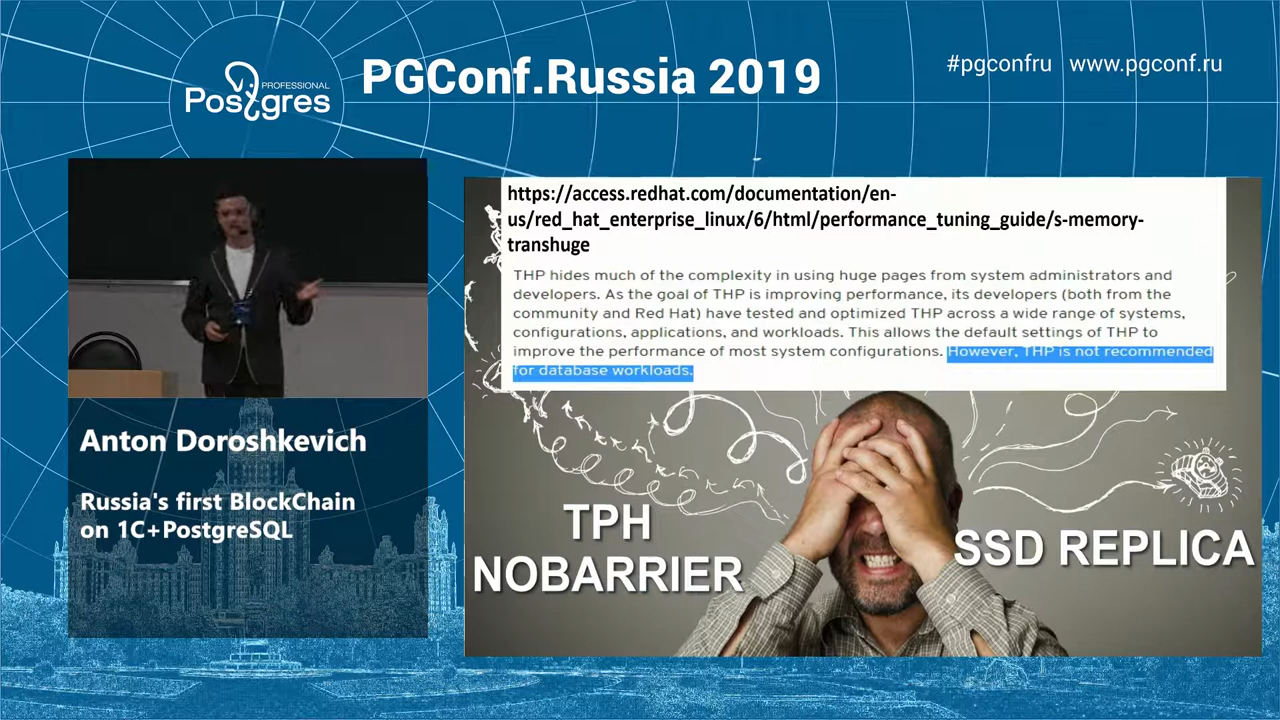 PROFESSIONAL
Postgres
PGConf.Russia 2019
#pgconfru www.pgconf.ru
https://access.redhat.com/documentation/en-
us/red_hat_enterprise_linux/6/html/performance_tuning_guide/s-memory-
transhuge
THP hides much of the complexity in using huge pages from system administrators and
developers. As the goal of THP is improving performance, its developers (both from the
community and Red Hat) have tested and optimized THP across a wide range of systems,
configurations, applications, and workloads. This allows the default settings of THP to
improve the performance of most system configurations. However, THP is not recommended
for database workloads.
TPH
NOBARRIER
SSD REPLICA
Anton Doroshkevich
Russia's first BlockChain
on 1C+PostgreSQL